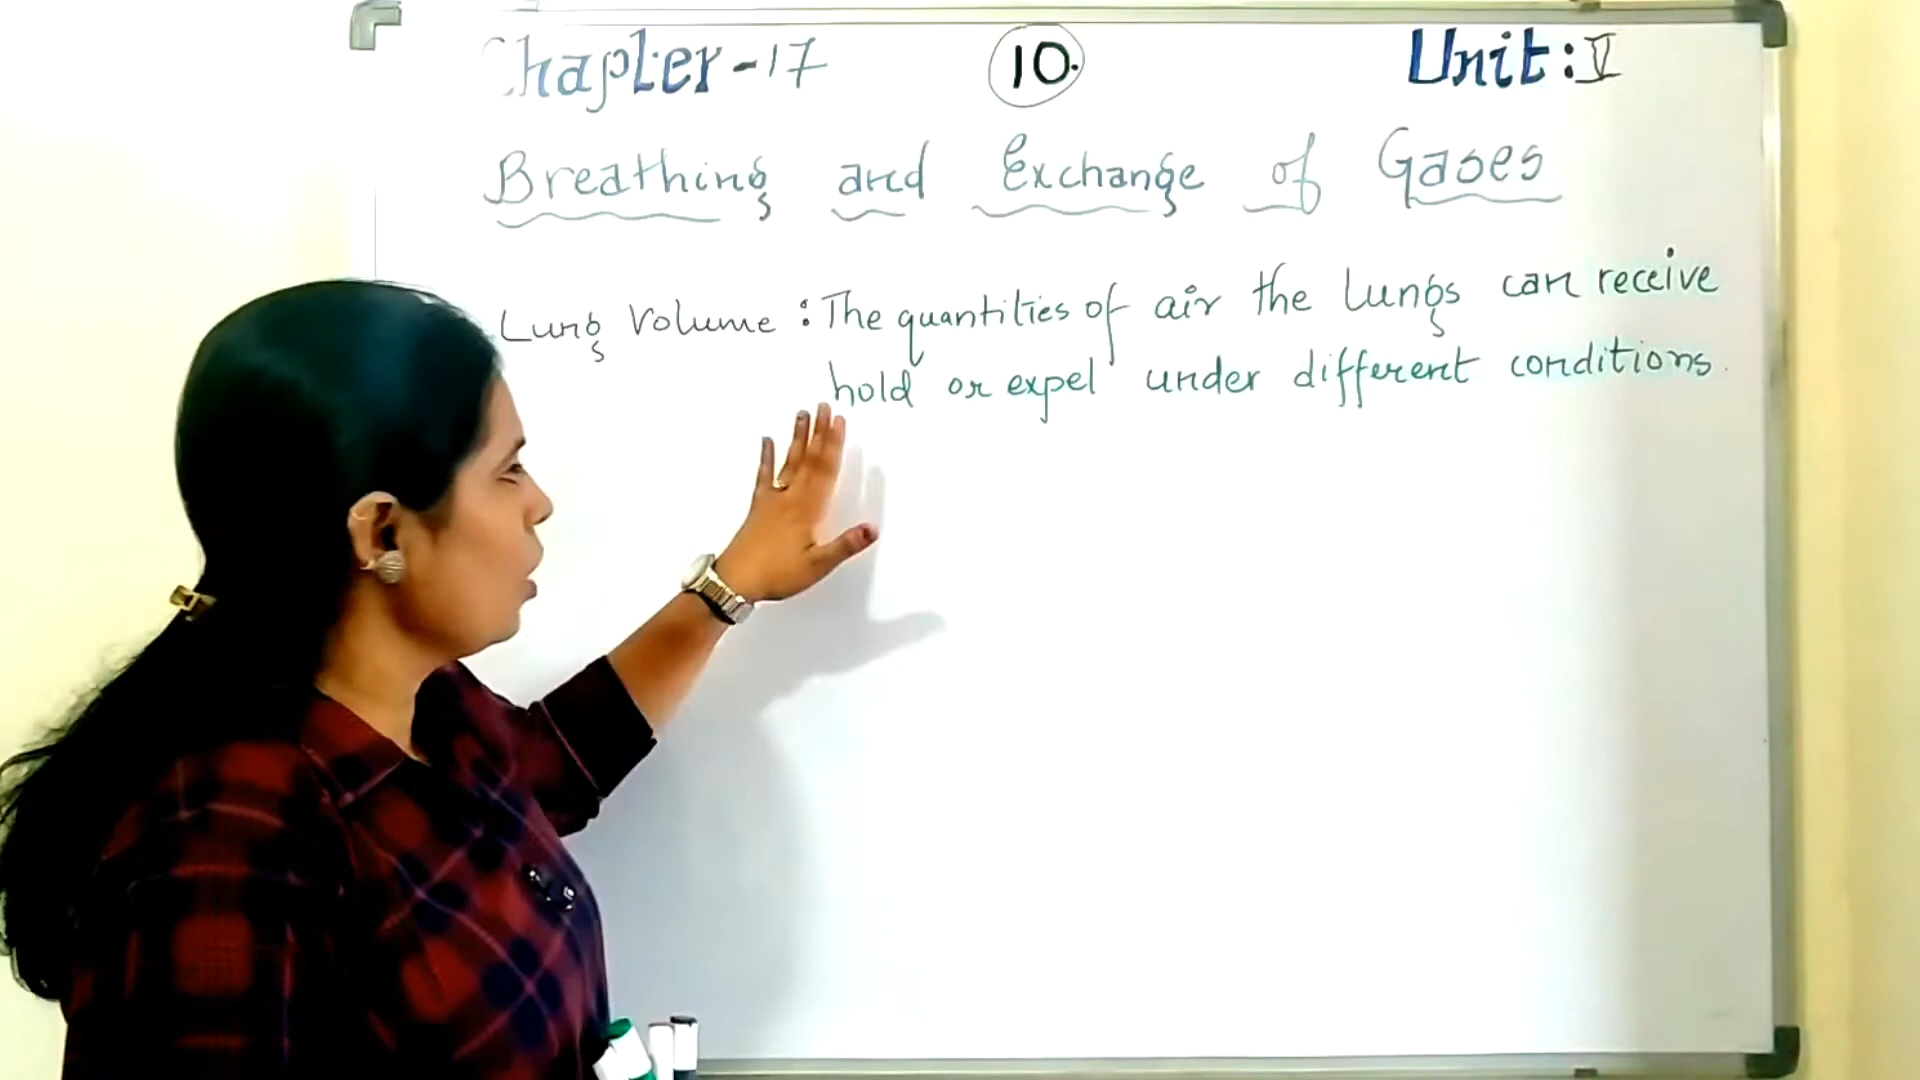 Chapter-17
10.
Unit: V
Breathing and Exchange of Gases
Lung Volume : The quantities of air the Lungs can receive
hold or expel under different conditions.